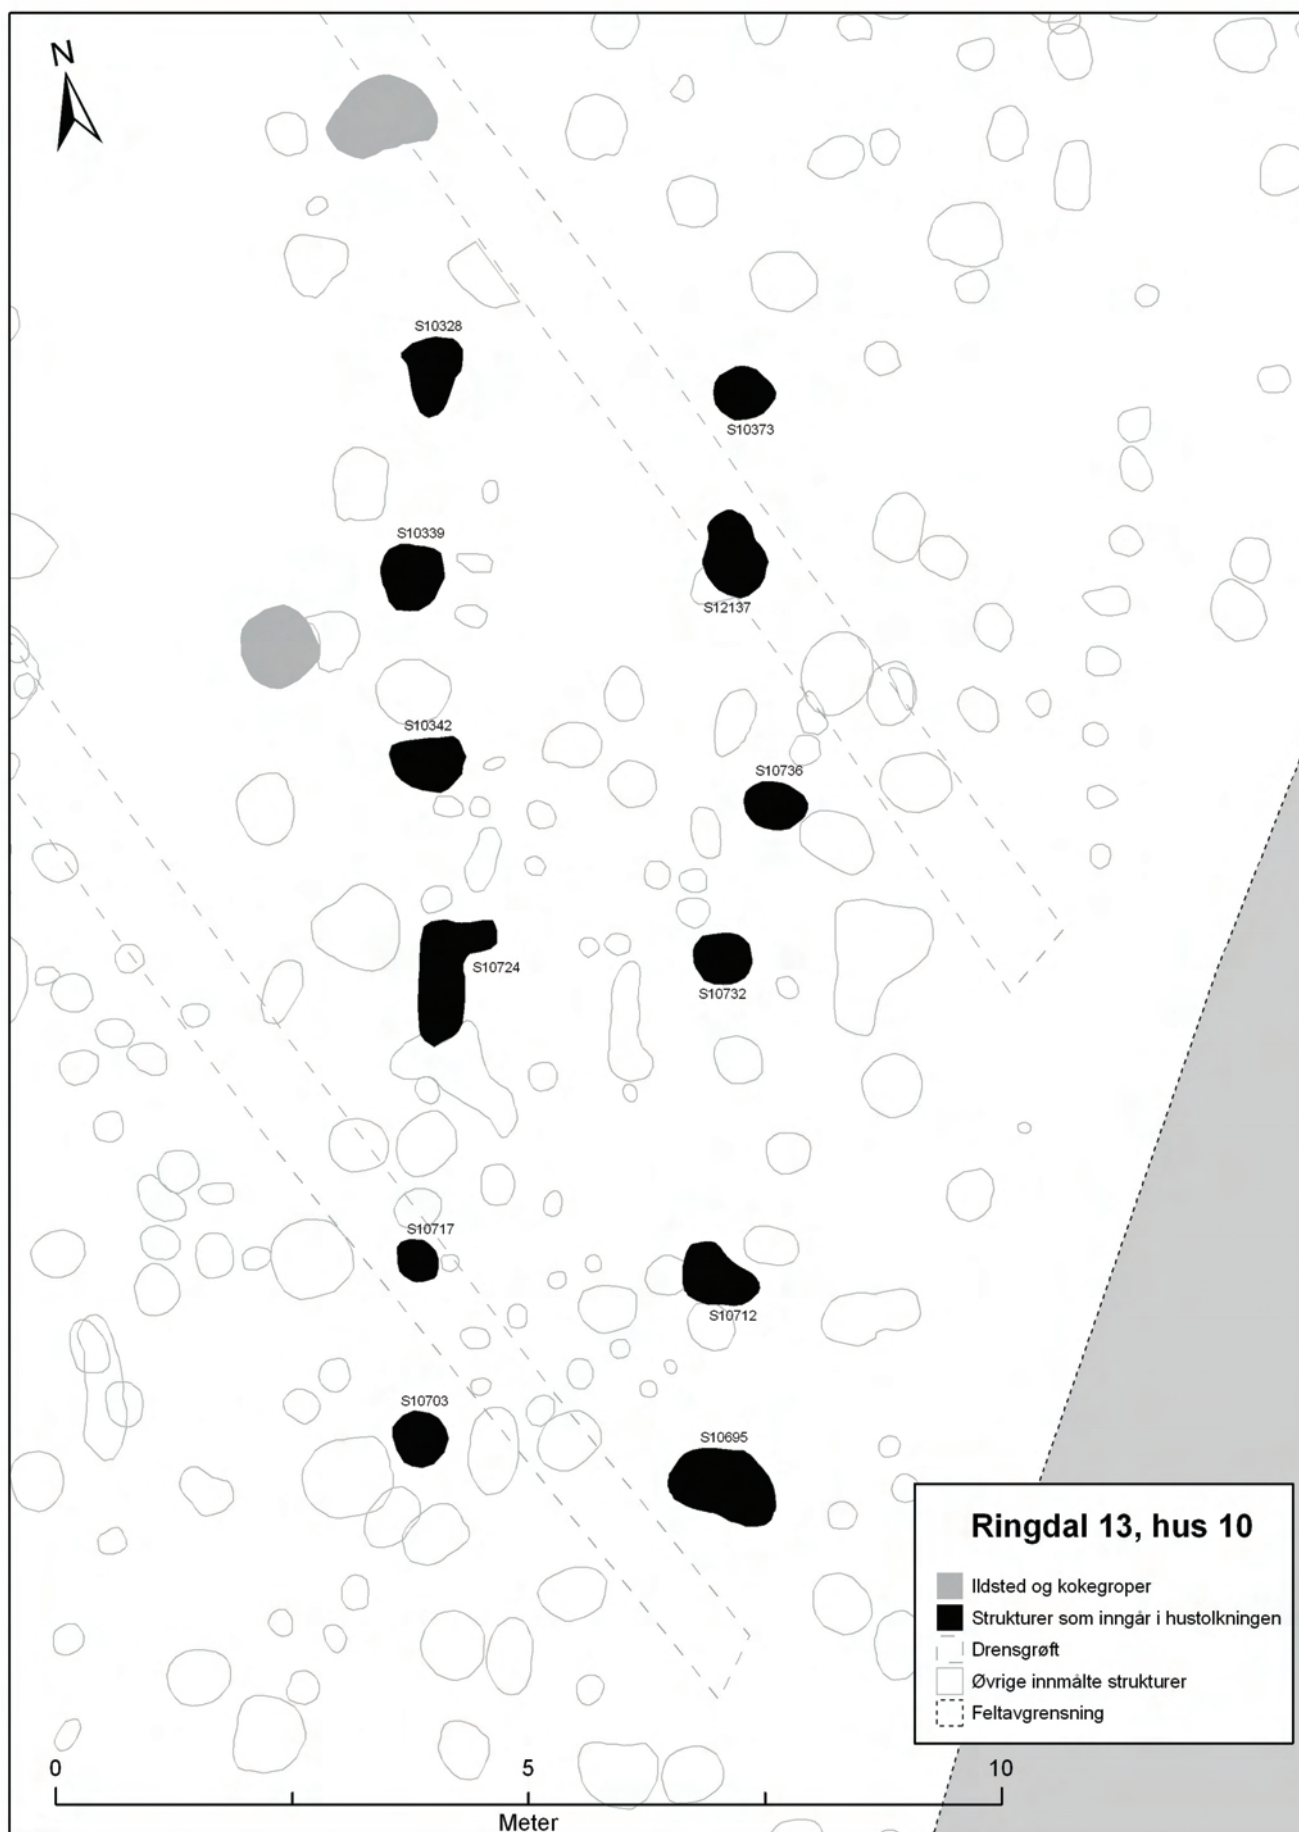 N
S10328
S10373
S10339
S12137
S10342
S10736
S10724
S10732
S10717
S10712
S10703
S10695
Ringdal 13, hus 10
Ildsted og kokegroper
Strukturer som inngår i hustolkningen
Drensgrøft
Øvrige innmålte strukturer
Feltavgrensning
0 5 10
Meter